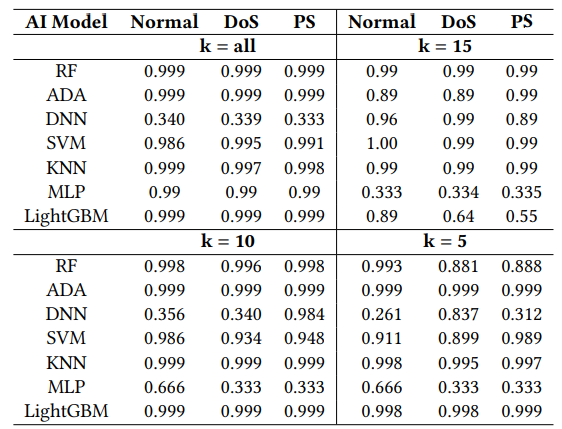 AI Model Normal DoS PS Normal DoS PS
k = all k = 15
RF 0.999 0.999 0.999 0.99 0.99 0.99
ADA 0.999 0.999 0.999 0.89 0.89 0.99
DNN 0.340 0.339 0.333 0.96 0.99 0.89
SVM 0.986 0.995 0.991 1.00 0.99 0.99
KNN 0.999 0.997 0.998 0.99 0.99 0.99
MLP 0.99 0.99 0.99 0.333 0.334 0.335
LightGBM 0.999 0.999 0.999 0.89 0.64 0.55
k = 10 k = 5
RF 0.998 0.996 0.998 0.993 0.881 0.888
ADA 0.999 0.999 0.999 0.999 0.999 0.999
DNN 0.356 0.340 0.984 0.261 0.837 0.312
SVM 0.986 0.934 0.948 0.911 0.899 0.989
KNN 0.999 0.999 0.999 0.998 0.995 0.997
MLP 0.666 0.333 0.333 0.666 0.333 0.333
LightGBM 0.999 0.999 0.999 0.998 0.998 0.999